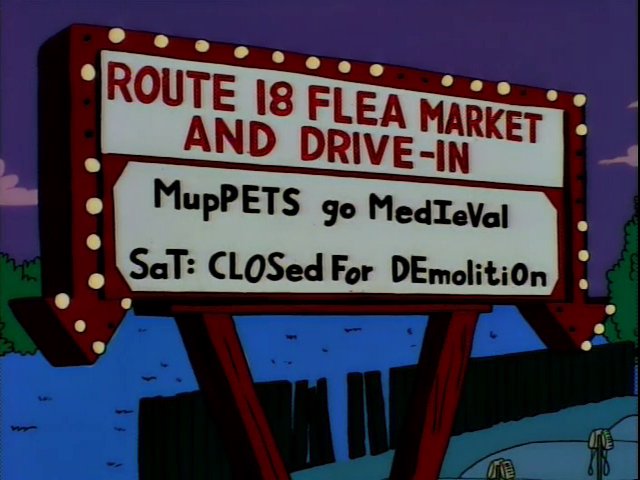 ROUTE 18 FLEA MARKET
AND DRIVE-IN
MupPETS go MedIeVal
SaT: CLOSed FoR DEmolitiOn